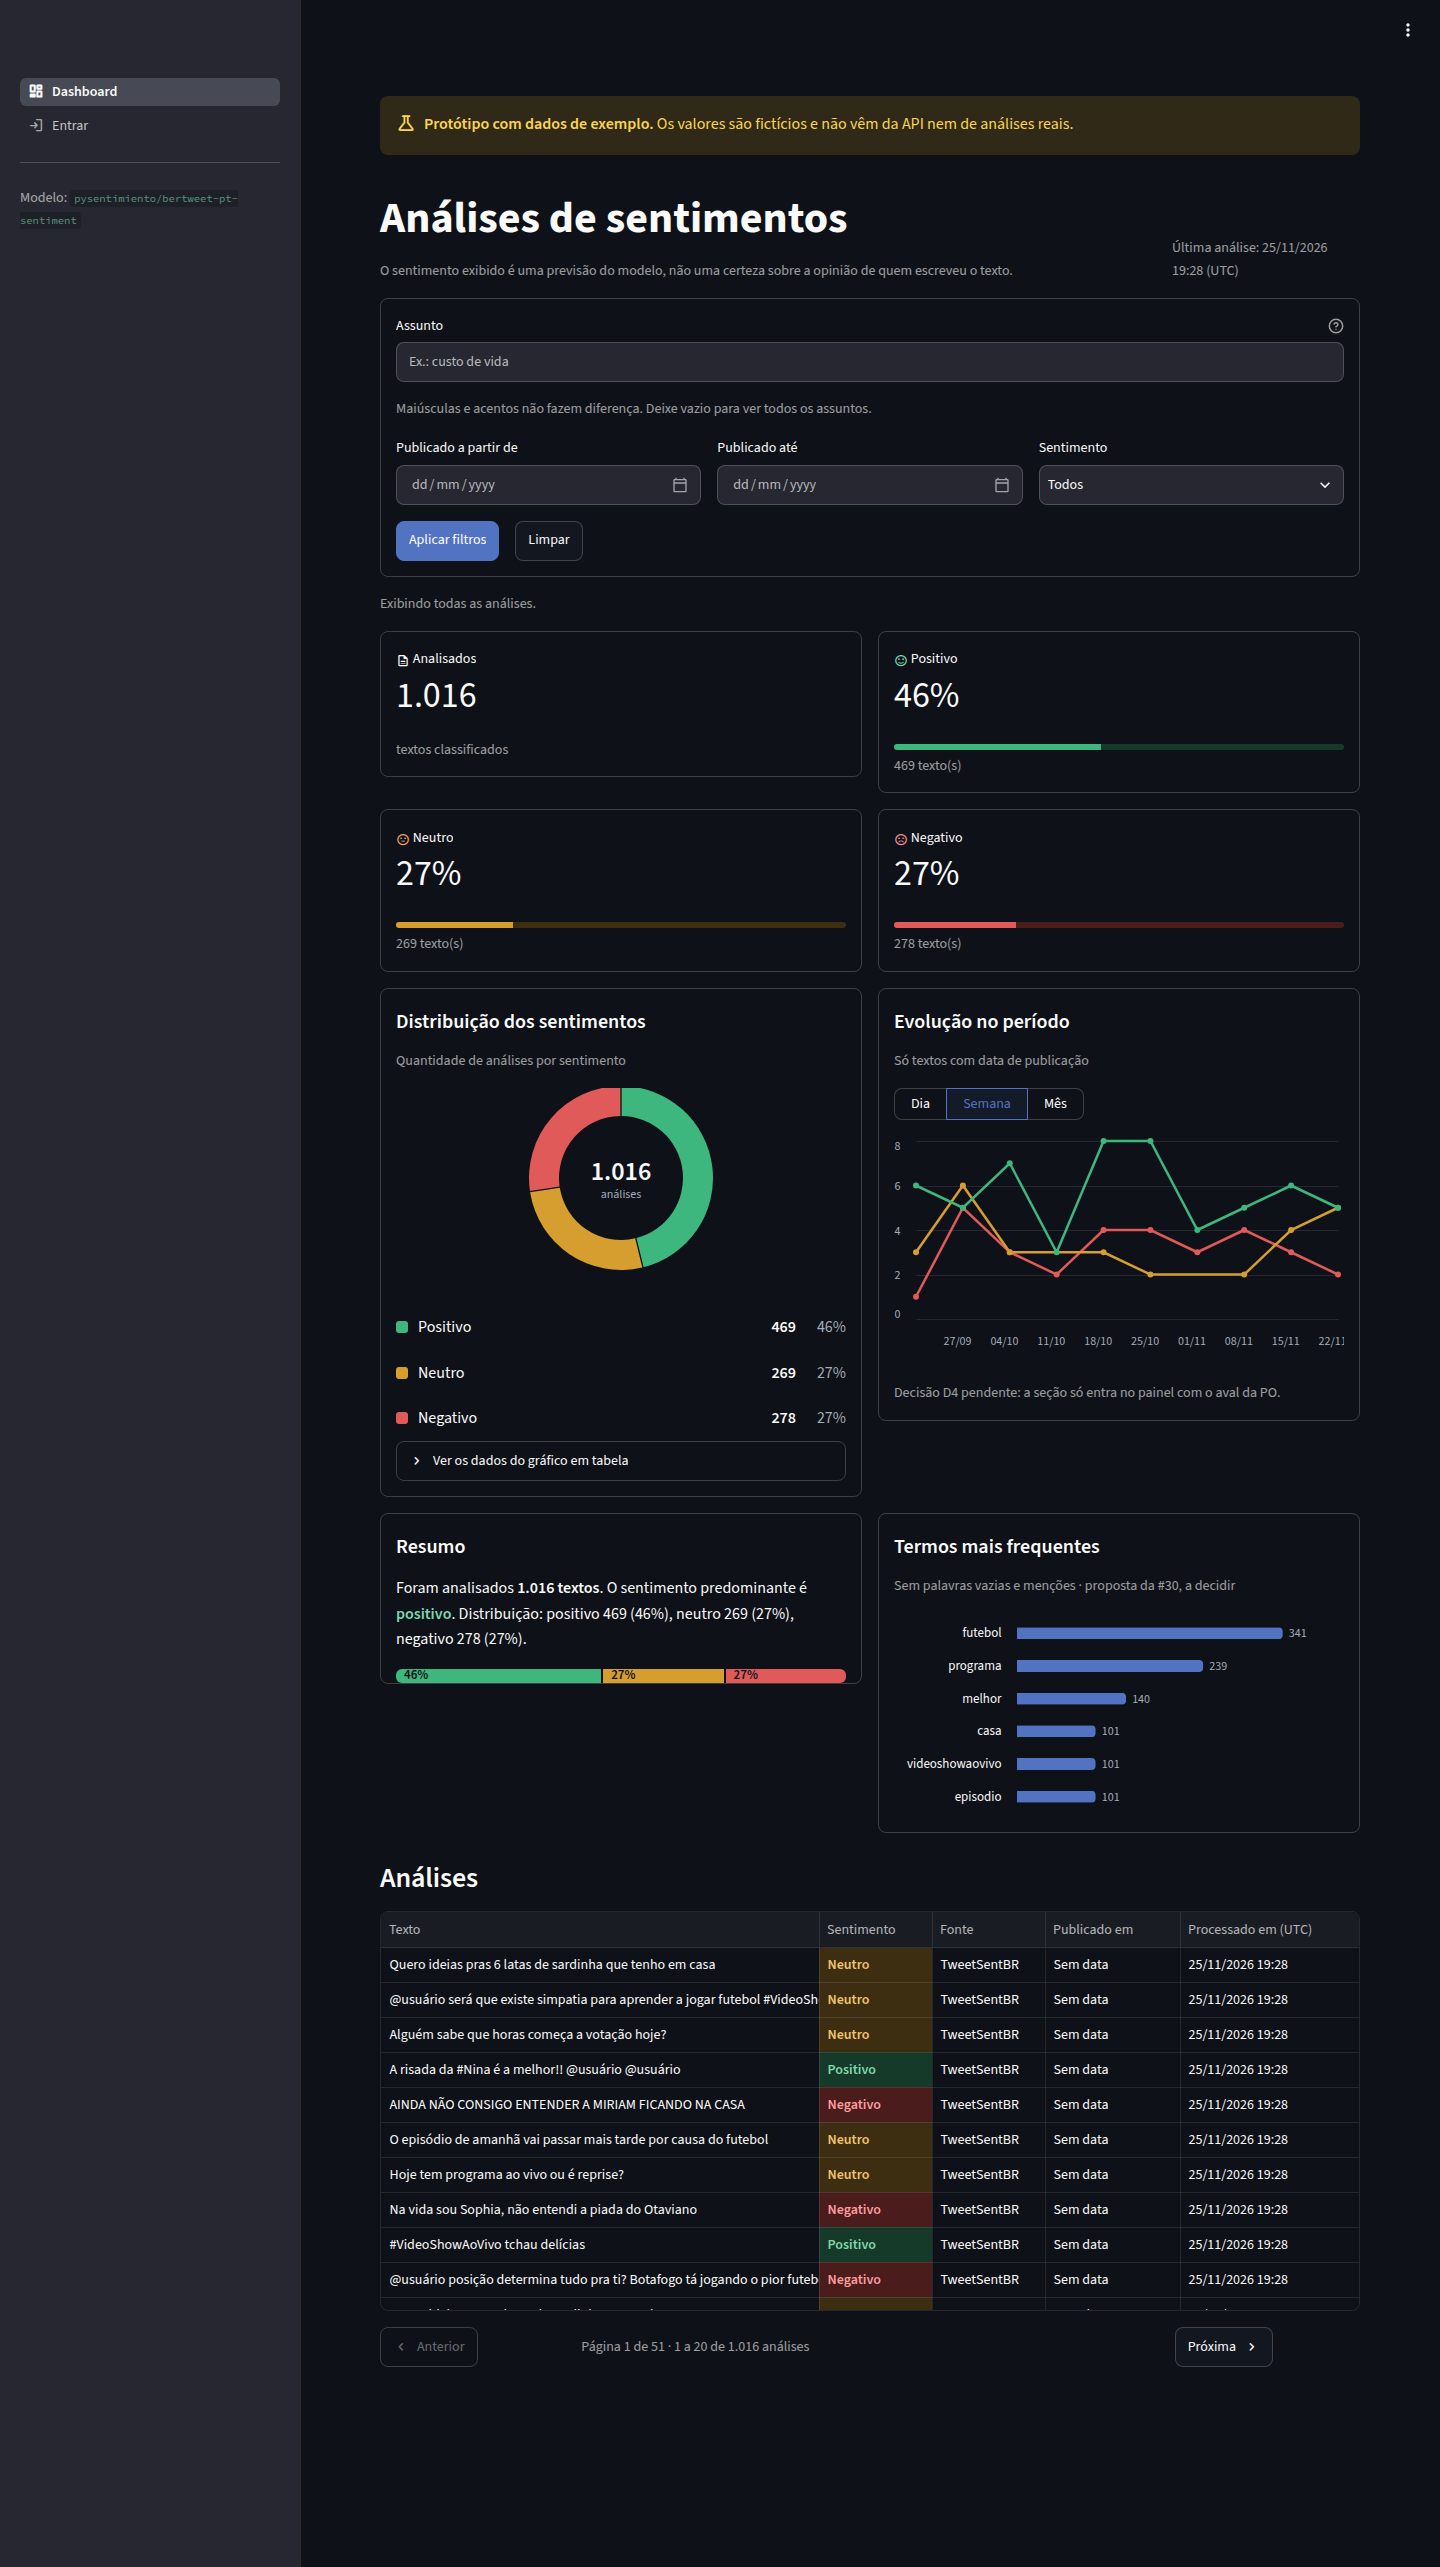 Dashboard
Entrar
Modelo: pysentimiento/bertweet-pt-
sentiment
Protótipo com dados de exemplo. Os valores são fictícios e não vêm da API nem de análises reais.
Análises de sentimentos
O sentimento exibido é uma previsão do modelo, não uma certeza sobre a opinião de quem escreveu o texto.
Última análise: 25/11/2026
19:28 (UTC)
Assunto
Ex.: custo de vida
Maiúsculas e acentos não fazem diferença. Deixe vazio para ver todos os assuntos.
Publicado a partir de
Publicado até
Sentimento
dd / mm / yyyy
dd / mm / yyyy
Todos
Aplicar filtros
Limpar
Exibindo todas as análises.
Analisados
1.016
textos classificados
Positivo
46%
469 texto(s)
Neutro
27%
269 texto(s)
Negativo
27%
278 texto(s)
Distribuição dos sentimentos
Quantidade de análises por sentimento
1.016
análises
Positivo 469 46%
Neutro 269 27%
Negativo 278 27%
Ver os dados do gráfico em tabela
Evolução no período
Só textos com data de publicação
Dia Semana Mês
8
6
4
2
0
27/09 04/10 11/10 18/10 25/10 01/11 08/11 15/11 22/11
Decisão D4 pendente: a seção só entra no painel com o aval da PO.
Resumo
Foram analisados 1.016 textos. O sentimento predominante é
positivo. Distribuição: positivo 469 (46%), neutro 269 (27%),
negativo 278 (27%).
46% 27% 27%
Termos mais frequentes
Sem palavras vazias e menções · proposta da #30, a decidir
futebol 341
programa 239
melhor 140
casa 101
videoshowaovivo 101
episodio 101
Análises
Texto Sentimento Fonte Publicado em Processado em (UTC)
Quero ideias pras 6 latas de sardinha que tenho em casa Neutro TweetSentBR Sem data 25/11/2026 19:28
@usuário será que existe simpatia para aprender a jogar futebol #VideoSh Neutro TweetSentBR Sem data 25/11/2026 19:28
Alguém sabe que horas começa a votação hoje? Neutro TweetSentBR Sem data 25/11/2026 19:28
A risada da #Nina é a melhor!! @usuário @usuário Positivo TweetSentBR Sem data 25/11/2026 19:28
AINDA NÃO CONSIGO ENTENDER A MIRIAM FICANDO NA CASA Negativo TweetSentBR Sem data 25/11/2026 19:28
O episódio de amanhã vai passar mais tarde por causa do futebol Neutro TweetSentBR Sem data 25/11/2026 19:28
Hoje tem programa ao vivo ou é reprise? Neutro TweetSentBR Sem data 25/11/2026 19:28
Na vida sou Sophia, não entendi a piada do Otaviano Negativo TweetSentBR Sem data 25/11/2026 19:28
#VideoShowAoVivo tchau delícias Positivo TweetSentBR Sem data 25/11/2026 19:28
@usuário posição determina tudo pra ti? Botafogo tá jogando o pior futeb Negativo TweetSentBR Sem data 25/11/2026 19:28
Anterior
Página 1 de 51 · 1 a 20 de 1.016 análises
Próxima